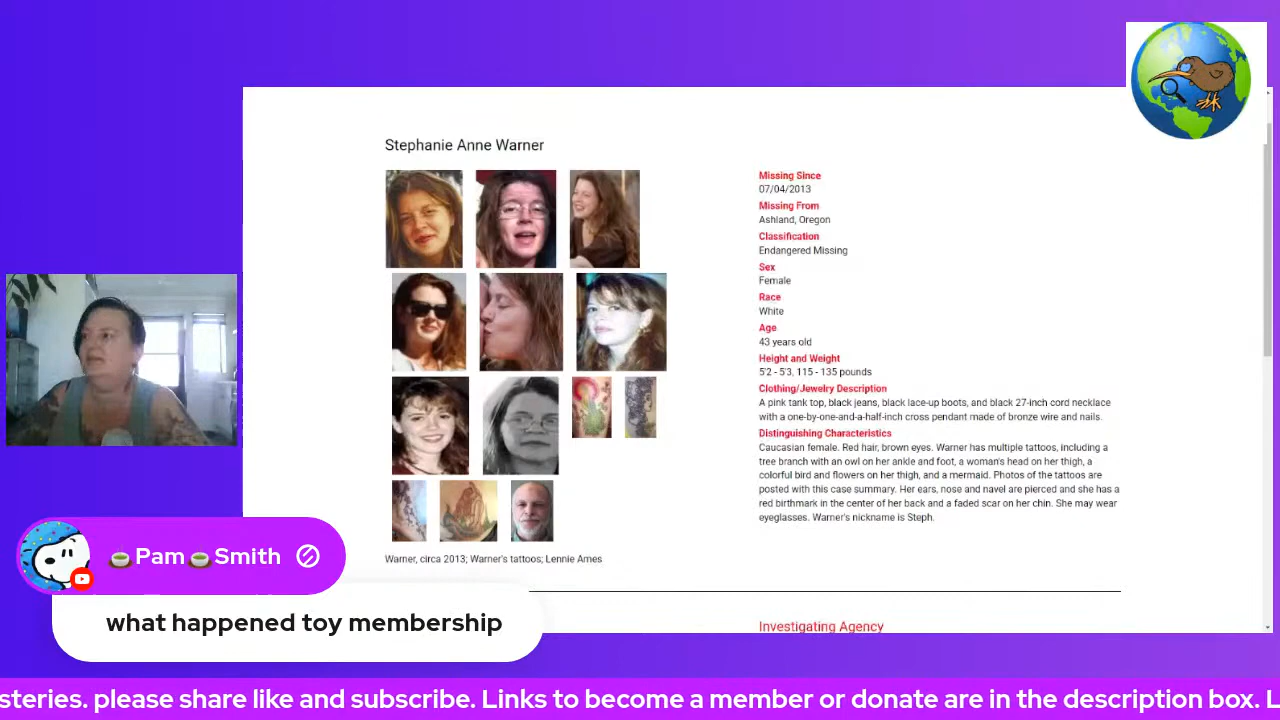 Stephanie Anne Warner
Missing Since
07/04/2013
Missing From
Ashland, Oregon
Classification
Endangered Missing
Sex
Female
Race
White
Age
43 years old
Height and Weight
5'2 - 5'3, 115 - 135 pounds
Clothing/Jewelry Description
A pink tank top, black jeans, black lace-up boots, and black 27-inch cord necklace
with a one-by-one-and-a-half-inch cross pendant made of bronze wire and nails.
Distinguishing Characteristics
Caucasian female. Red hair, brown eyes. Warner has multiple tattoos, including a
tree branch with an owl on her ankle and foot, a woman's head on her thigh, a
colorful bird and flowers on her thigh, and a mermaid. Photos of the tattoos are
posted with this case summary. Her ears, nose and navel are pierced and she has a
red birthmark in the center of her back and a faded scar on her chin. She may wear
eyeglasses. Warner's nickname is Steph.
Warner, circa 2013; Warner's tattoos; Lennie Ames
Investigating Agency
Pam Smith
what happened toy membership
steries. please share like and subscribe. Links to become a member or donate are in the description box. L